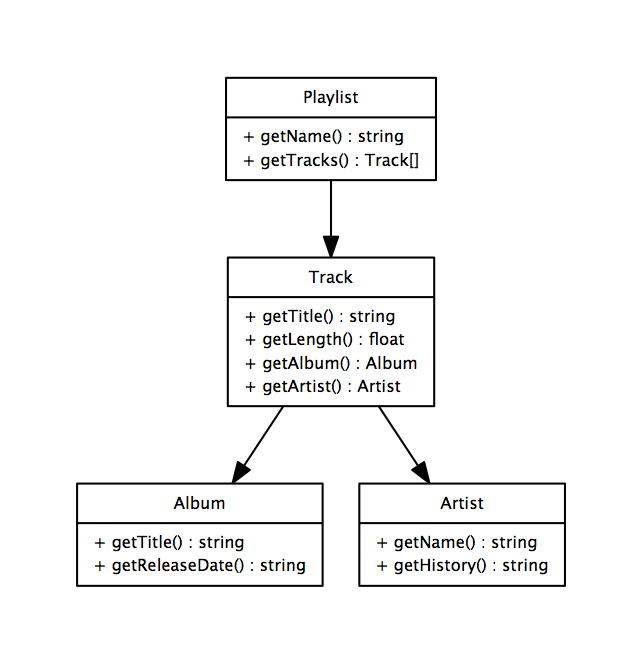 Playlist
+ getName() : string
+ getTracks() : Track[]
Track
+ getTitle() : string
+ getLength() : float
+ getAlbum() : Album
+ getArtist() : Artist
Album
+ getTitle() : string
+ getReleaseDate() : string
Artist
+ getName() : string
+ getHistory() : string